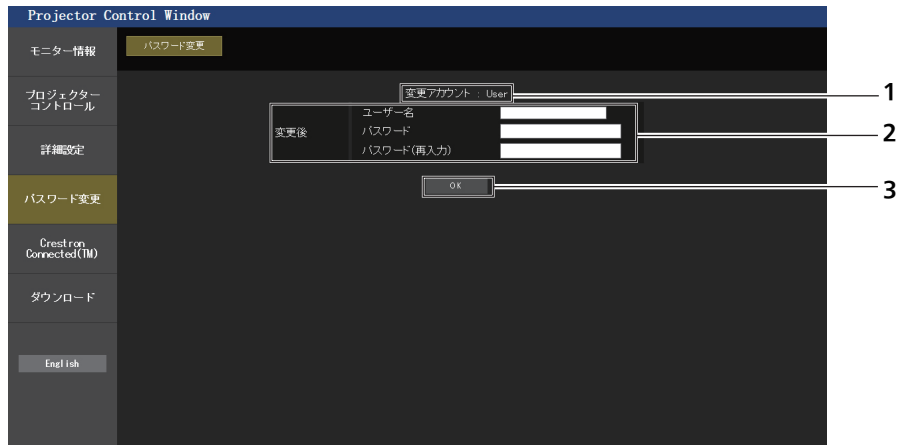 Projector Control Window
モニター情報
パスワード変更
プロジェクター
コントロール
変更アカウント : User
1
変更後
ユーザー名
パスワード
パスワード(再入力)
2
詳細設定
OK
3
パスワード変更
Crestron
Connected(TM)
ダウンロード
English